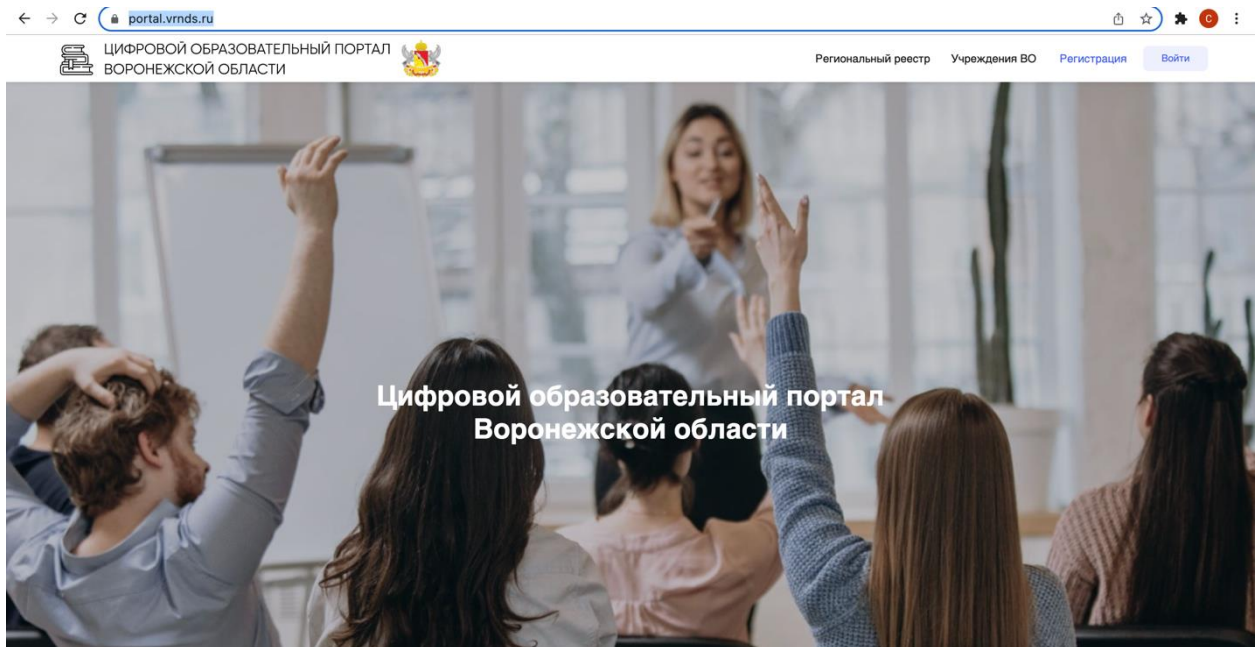 portal.vrnds.ru
C
ЦИФРОВОЙ ОБРАЗОВАТЕЛЬНЫЙ ПОРТАЛ
ВОРОНЕЖСКОЙ ОБЛАСТИ
Региональный реестр Учреждения ВО Регистрация Войти
Цифровой образовательный портал
Воронежской области